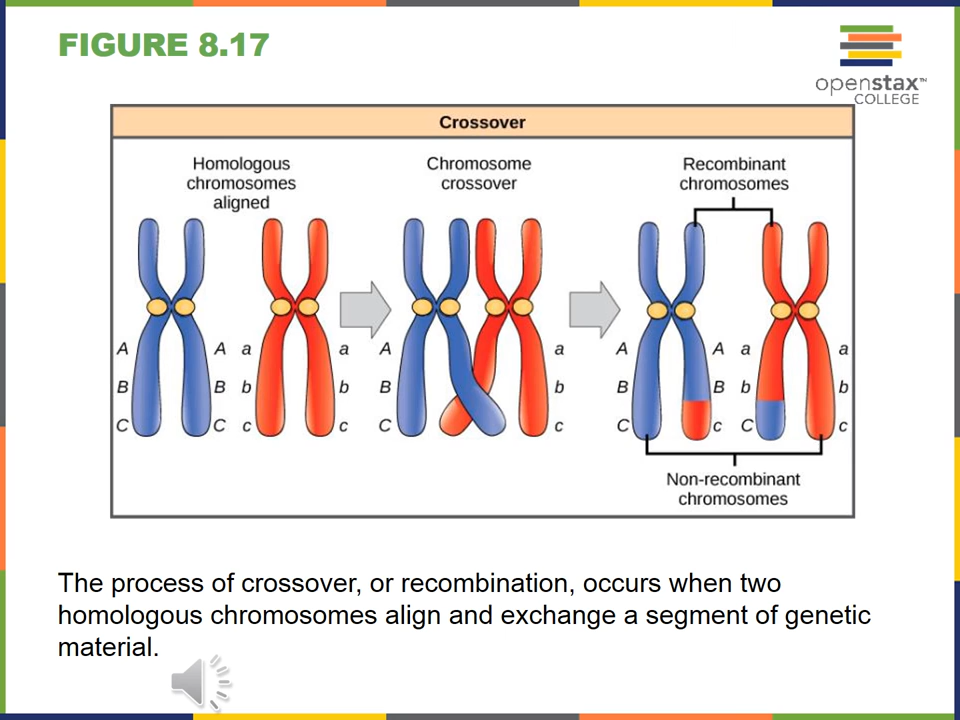 FIGURE 8.17
openstax™
COLLEGE
Crossover
Homologous
chromosomes
aligned
Chromosome
crossover
Recombinant
chromosomes
A A a a A a A A a a
B B b b B b B B b b
C C c c C c C c C c
Non-recombinant
chromosomes
The process of crossover, or recombination, occurs when two
homologous chromosomes align and exchange a segment of genetic
material.